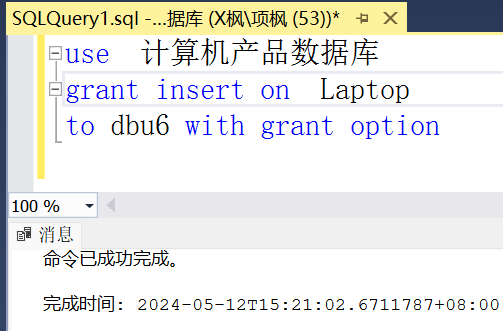 SQLQuery1.sql -...据库 (X枫\项枫 (53))*
use 计算机产品数据库
grant insert on Laptop
to dbu6 with grant option
100 %
消息
命令已成功完成。
完成时间: 2024-05-12T15:21:02.6711787+08:00